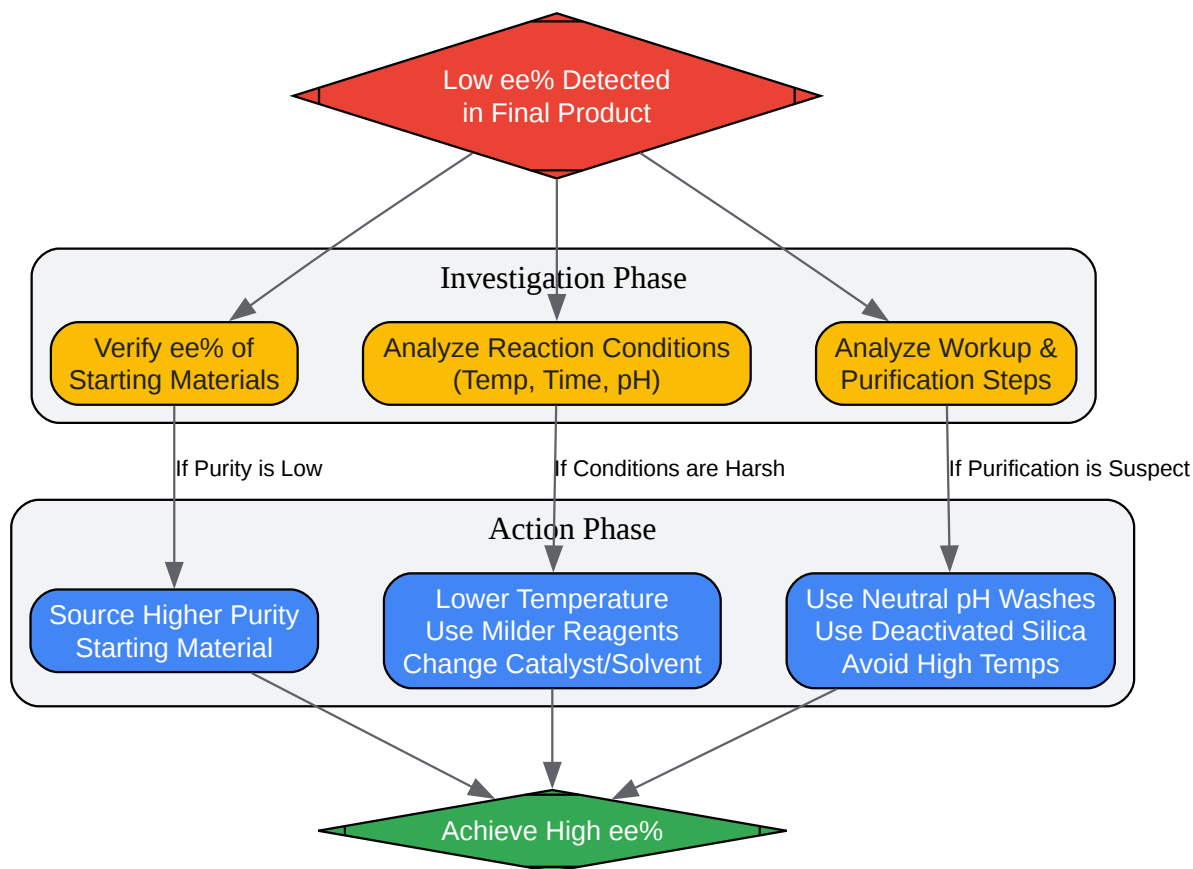 Low ee% Detected
in Final Product
Investigation Phase
Verify ee% of
Starting Materials
Analyze Reaction Conditions
(Temp, Time, pH)
Analyze Workup &
Purification Steps
If Purity is Low
If Conditions are Harsh
If Purification is Suspect
Action Phase
Source Higher Purity
Starting Material
Lower Temperature
Use Milder Reagents
Change Catalyst/Solvent
Use Neutral pH Washes
Use Deactivated Silica
Avoid High Temps
Achieve High ee%